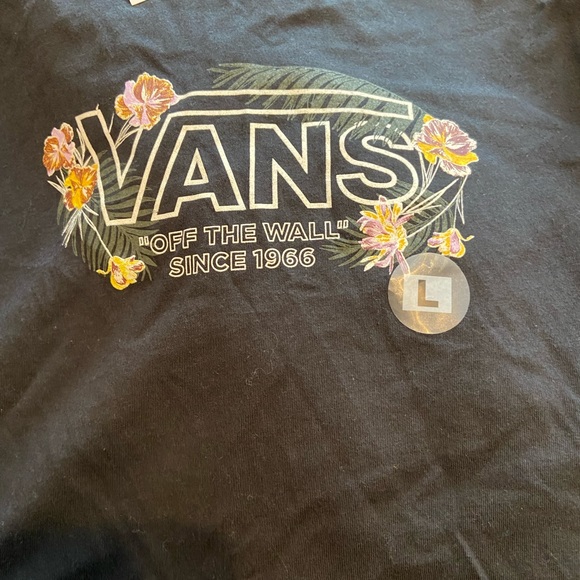 VANS
"OFF THE WALL"
SINCE 1966
L